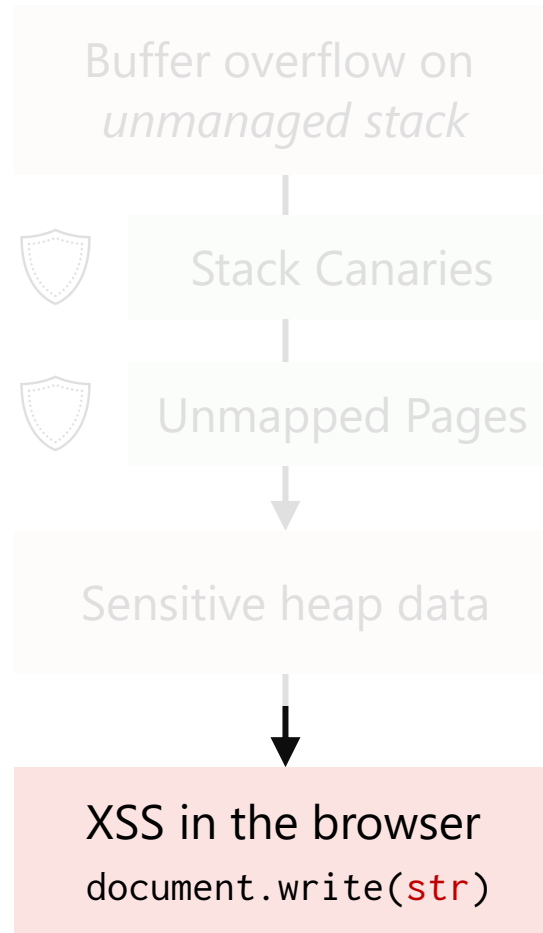 Buffer overflow on
unmanaged stack
Stack Canaries
Unmapped Pages
Sensitive heap data
XSS in the browser
document.write(str)